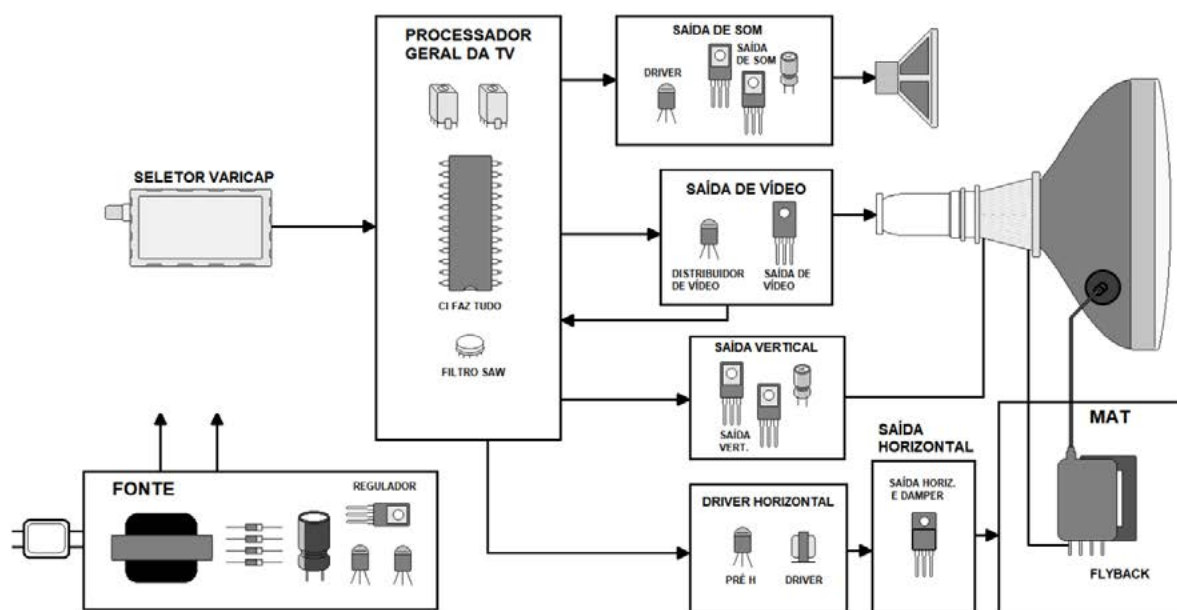 PROCESSADOR
GERAL DA TV
CI FAZ TUDO
FILTRO SAW
SELETOR VARICAP
SAÍDA DE SOM
DRIVER
SAÍDA
DE SOM
SAÍDA DE VÍDEO
DISTRIBUIDOR
DE VÍDEO
SAÍDA DE
VÍDEO
SAÍDA VERTICAL
SAÍDA
VERT.
FONTE
REGULADOR
DRIVER HORIZONTAL
PRÉ H
DRIVER
SAÍDA
HORIZONTAL
SAÍDA HORIZ.
E DAMPER
MAT
FLYBACK